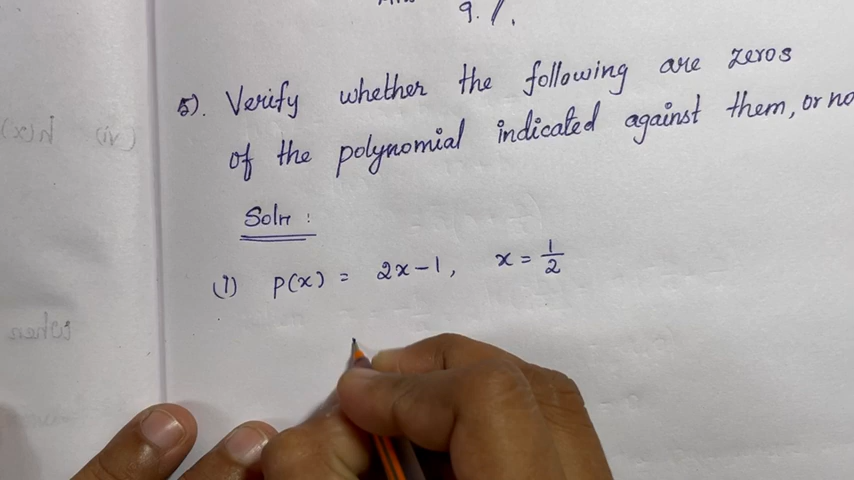 9./.
5). Verify whether the following are zeros
of the polynomial indicated against them, or no
Soln :
(i) p(x) = 2x-1, x = 1/2